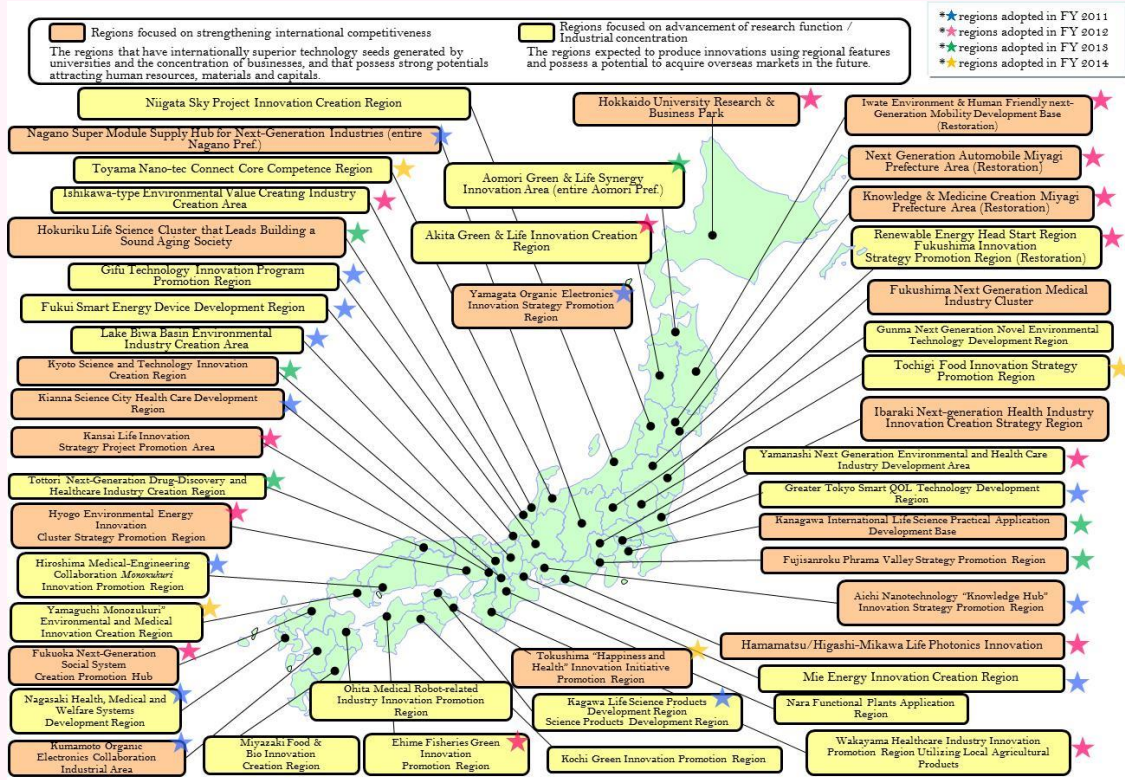 Regions focused on strengthening international competitiveness
The regions that have internationally superior technology seeds generated by
universities and the concentration of businesses, and that possess strong potentials
attracting human resources, materials and capitals.
Regions focused on advancement of research function /
Industrial concentration
The regions expected to produce innovations using regional features
and possess a potential to acquire overseas markets in the future.
*★regions adopted in FY 2011
*★regions adopted in FY 2012
*★regions adopted in FY 2013
*★regions adopted in FY 2014
Niigata Sky Project Innovation Creation Region
Nagano Super Module Supply Hub for Next-Generation Industries (entire
Nagano Pref.)
Toyama Nano-tec Connect Core Competence Region
Ishikawa-type Environmental Value Creating Industry
Creation Area
Hokuriku Life Science Cluster that Leads Building a
Sound Aging Society
Gifu Technology Innovation Program
Promotion Region
Fukui Smart Energy Device Development Region
Lake Biwa Basin Environmental
Industry Creation Area
Kyoto Science and Technology Innovation
Creation Region
Kianna Science City Health Care Development
Region
Kansai Life Innovation
Strategy Project Promotion Area
Tottori Next-Generation Drug-Discovery and
Healthcare Industry Creation Region
Hyogo Environmental Energy
Innovation
Cluster Strategy Promotion Region
Hiroshima Medical-Engineering
Collaboration Monozukuri
Innovation Promotion Region
Yamaguchi Monozukuri"
Environmental and Medical
Innovation Creation Region
Fukuoka Next-Generation
Social System
Creation Promotion Hub
Nagasaki Health, Medical and
Welfare Systems
Development Region
Kumamoto Organic
Electronics Collaboration
Industrial Area
Hokkaido University Research &
Business Park
Aomori Green & Life Synergy
Innovation Area (entire Aomori Pref.)
Akita Green & Life Innovation Creation
Region
Yamagata Organic Electronics
Innovation Strategy Promotion
Region
Iwate Environment & Human Friendly next-
Generation Mobility Development Base
(Restoration)
Next Generation Automobile Miyagi
Prefecture Area (Restoration)
Knowledge & Medicine Creation Miyagi
Prefecture Area (Restoration)
Renewable Energy Head Start Region
Fukushima Innovation
Strategy Promotion Region (Restoration)
Fukushima Next Generation Medical
Industry Cluster
Gunma Next Generation Novel Environmental
Technology Development Region
Tochigi Food Innovation Strategy
Promotion Region
Ibaraki Next-generation Health Industry
Innovation Creation Strategy Region
Yamanashi Next Generation Environmental and Health Care
Industry Development Area
Greater Tokyo Smart QOL Technology Development
Region
Kanagawa International Life Science Practical Application
Development Base
Fujisanroku Phrama Valley Strategy Promotion Region
Aichi Nanotechnology "Knowledge Hub"
Innovation Strategy Promotion Region
Hamamatsu/Higashi-Mikawa Life Photonics Innovation
Mie Energy Innovation Creation Region
Nara Functional Plants Application
Region
Wakayama Healthcare Industry Innovation
Promotion Region Utilizing Local Agricultural
Products
Tokushima "Happiness and
Health" Innovation Initiative
Promotion Region
Kagawa Life Science Products
Development Region
Science Products Development Region
Kochi Green Innovation Promotion Region
Ohita Medical Robot-related
Industry Innovation Promotion
Region
Miyazaki Food &
Bio Innovation
Creation Region
Ehime Fisheries Green
Innovation
Promotion Region